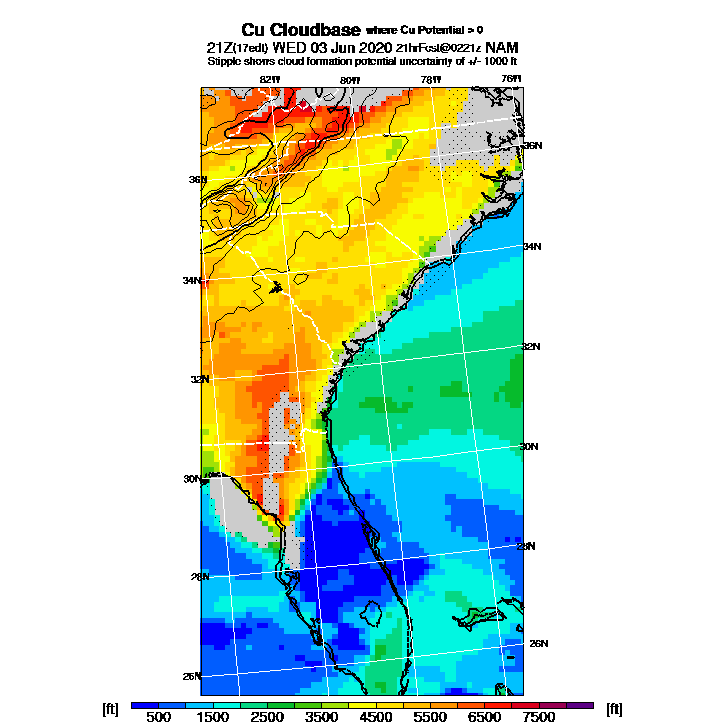 Cu Cloudbase where Cu Potential > 0
21Z(17edt) WED 03 Jun 2020 21hrFcst@0221z NAM
Stipple shows cloud formation potential uncertainty of +/- 1000 ft
82W 80W 78W 76W
36N 36N
34N 34N
32N 32N
30N 30N
28N 28N
26N 26N
[ft] 500 1500 2500 3500 4500 5500 6500 7500 [ft]